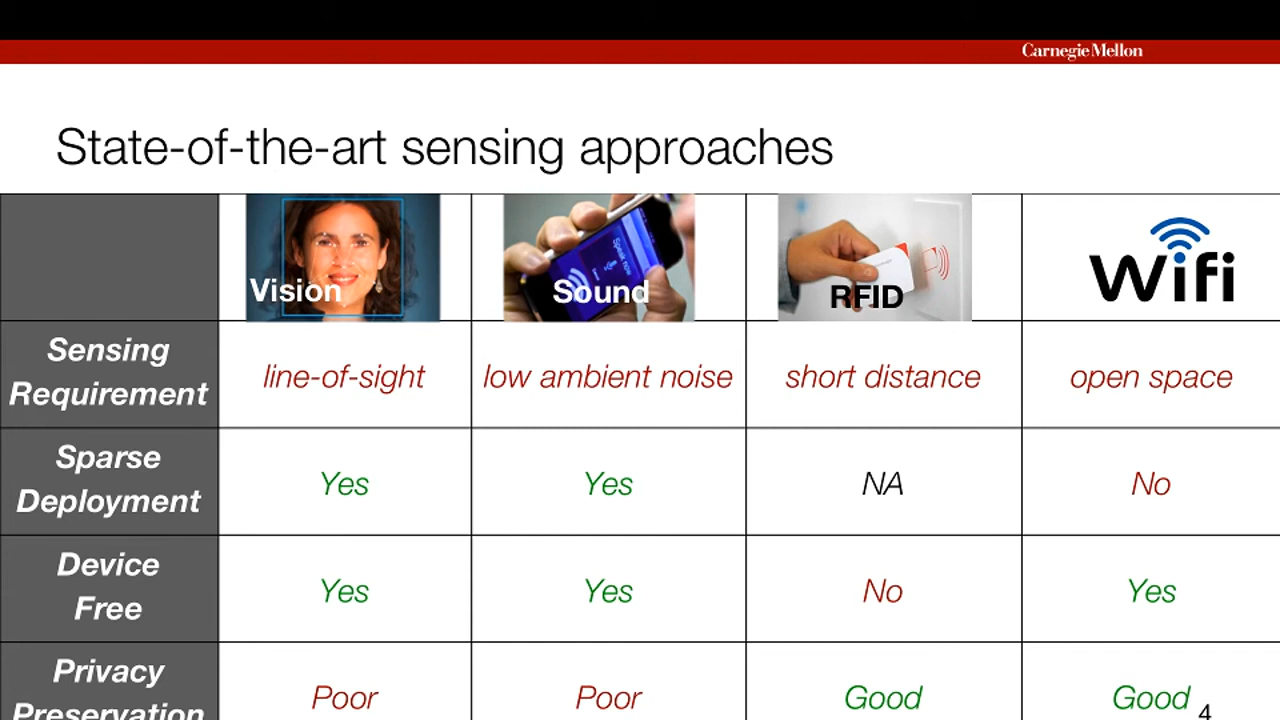 Carnegie Mellon
State-of-the-art sensing approaches
Vision
Sound
Speak now
RFID
Wifi
Sensing
Requirement
line-of-sight
low ambient noise
short distance
open space
Sparse
Deployment
Yes
Yes
NA
No
Device
Free
Yes
Yes
No
Yes
Privacy
Preservation
Poor
Poor
Good
Good
4